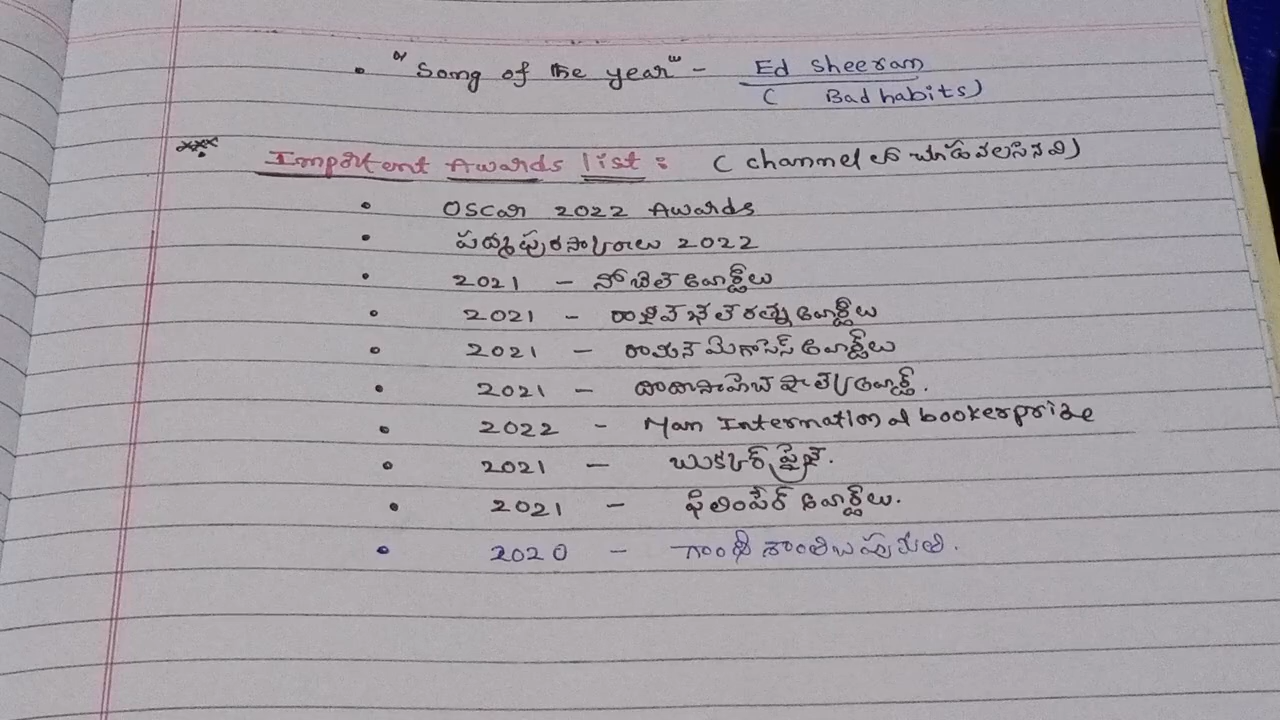 • "Song of the year" - Ed Sheeran
( Bad habits)
Important Awards list : ( channel లో చూడవలసినవి)
• Oscar 2022 Awards
• పద్మ పురస్కారాలు 2022
• 2021 - నోబెల్ అవార్డులు
• 2021 - అవార్డులు
• 2021 - రామన్ మెగసెసె అవార్డులు
• 2021 - దాదాసాహెబ్ ఫాల్కే అవార్డ్.
• 2022 - Man International bookerprize
• 2021 - బుకర్ ప్రైజ్.
• 2021 - ఫిలింఫేర్ అవార్డులు.
• 2020 - గాంధీ శాంతి బహుమతి.